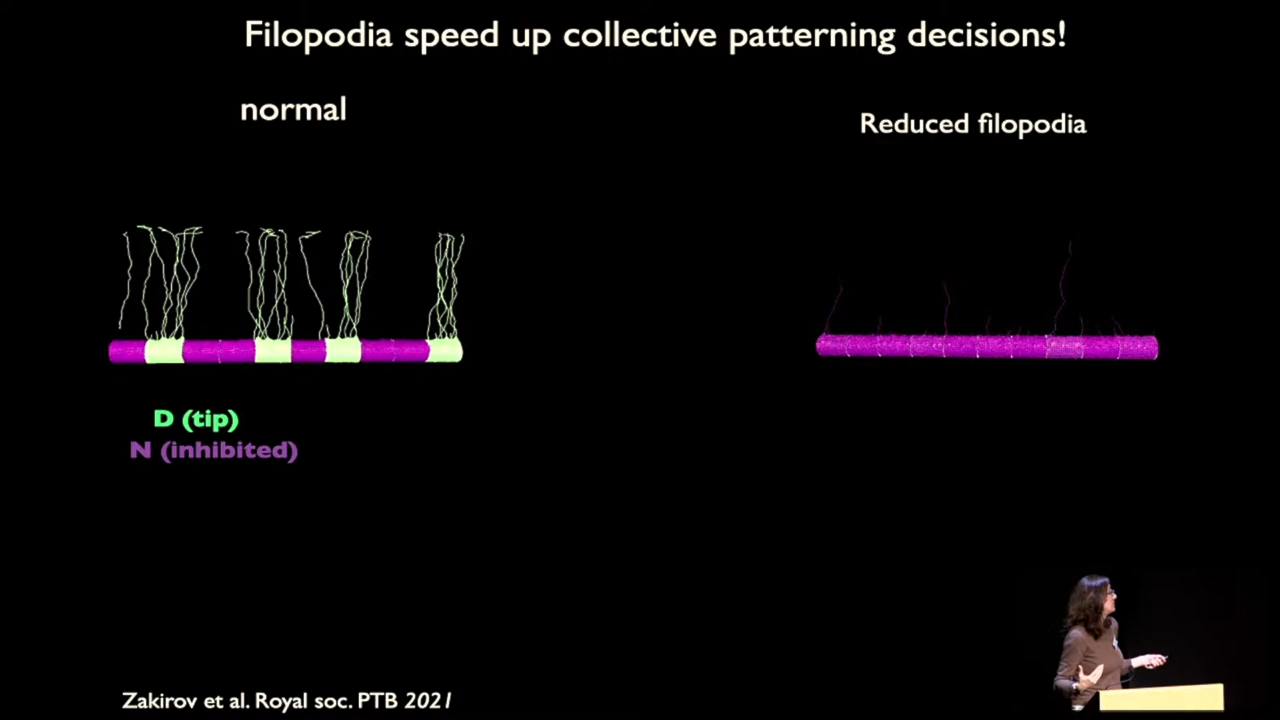 Filopodia speed up collective patterning decisions!
normal
Reduced filopodia
D (tip)
N (inhibited)
Zakirov et al. Royal soc. PTB 2021